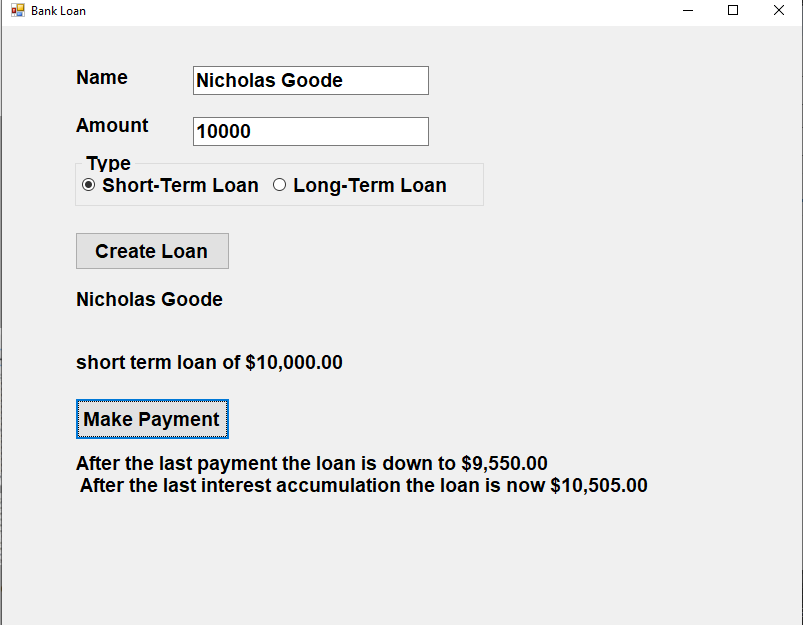 Bank Loan
Name
Nicholas Goode
Amount
10000
Type
Short-Term Loan Long-Term Loan
Create Loan
Nicholas Goode
short term loan of $10,000.00
Make Payment
After the last payment the loan is down to $9,550.00
After the last interest accumulation the loan is now $10,505.00